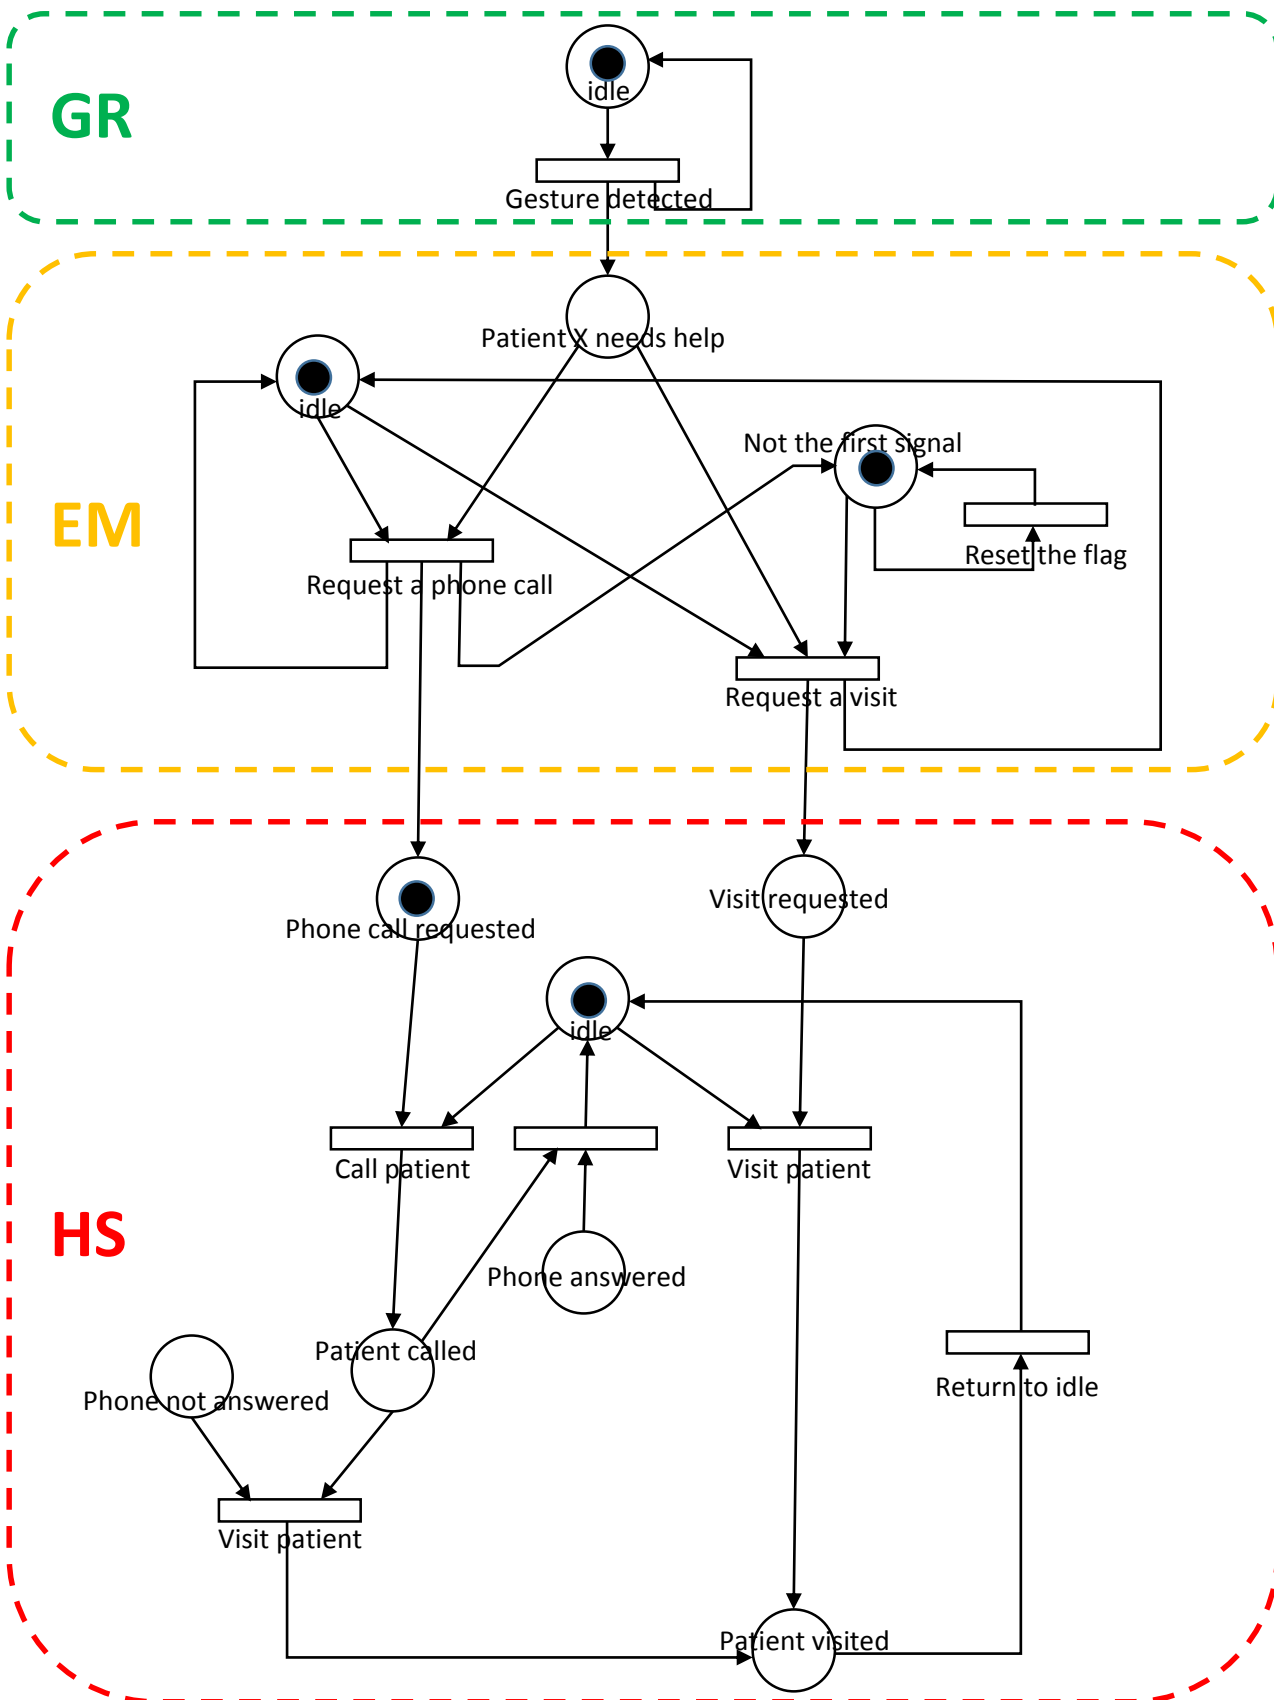 idle
GR
Gesture detected
Patient X needs help
idle
Not the first signal
EM
Reset the flag
Request a phone call
Request a visit
Visit requested
Phone call requested
idle
Call patient
Visit patient
HS
Phone answered
Patient called
Return to idle
Phone not answered
Visit patient
Patient visited